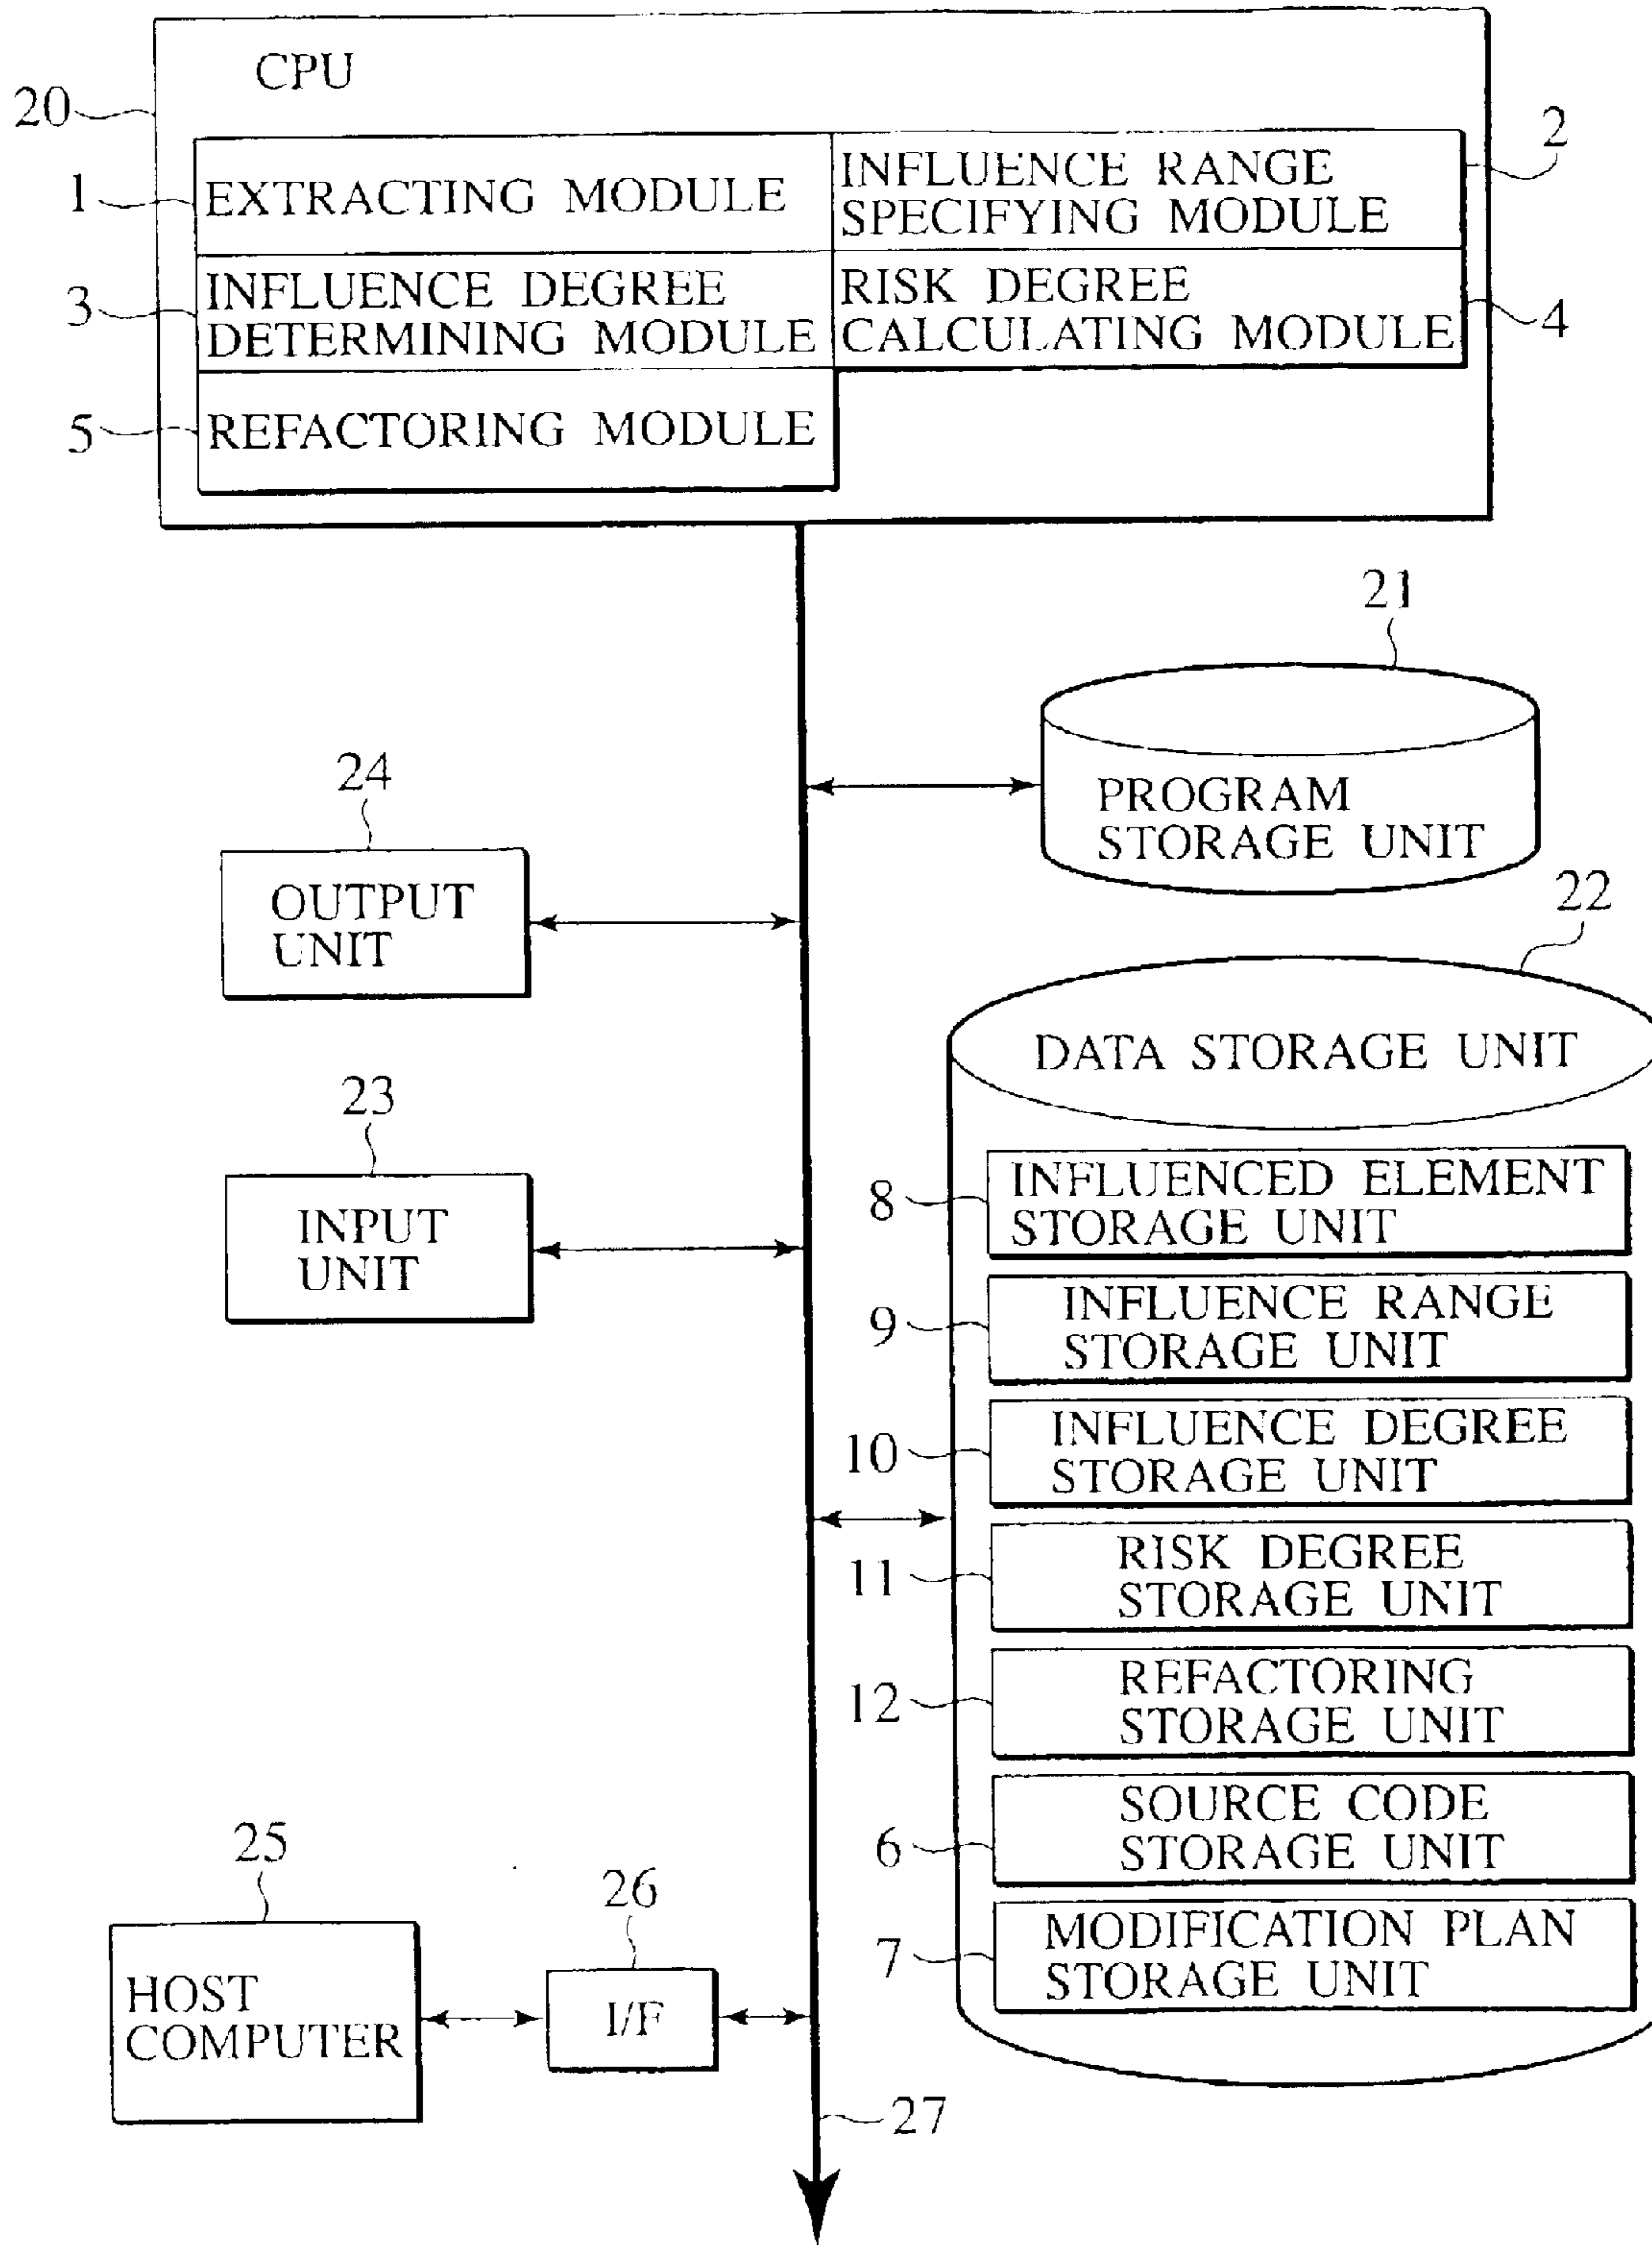 CPU
20
1
EXTRACTING MODULE
INFLUENCE RANGE
SPECIFYING MODULE
2
3
INFLUENCE DEGREE
DETERMINING MODULE
RISK DEGREE
CALCULATING MODULE
4
5
REFACTORING MODULE
21
PROGRAM
STORAGE UNIT
24
OUTPUT
UNIT
22
DATA STORAGE UNIT
23
INPUT
UNIT
8
INFLUENCED ELEMENT
STORAGE UNIT
9
INFLUENCE RANGE
STORAGE UNIT
10
INFLUENCE DEGREE
STORAGE UNIT
11
RISK DEGREE
STORAGE UNIT
12
REFACTORING
STORAGE UNIT
6
SOURCE CODE
STORAGE UNIT
7
MODIFICATION PLAN
STORAGE UNIT
25
HOST
COMPUTER
26
I/F
27